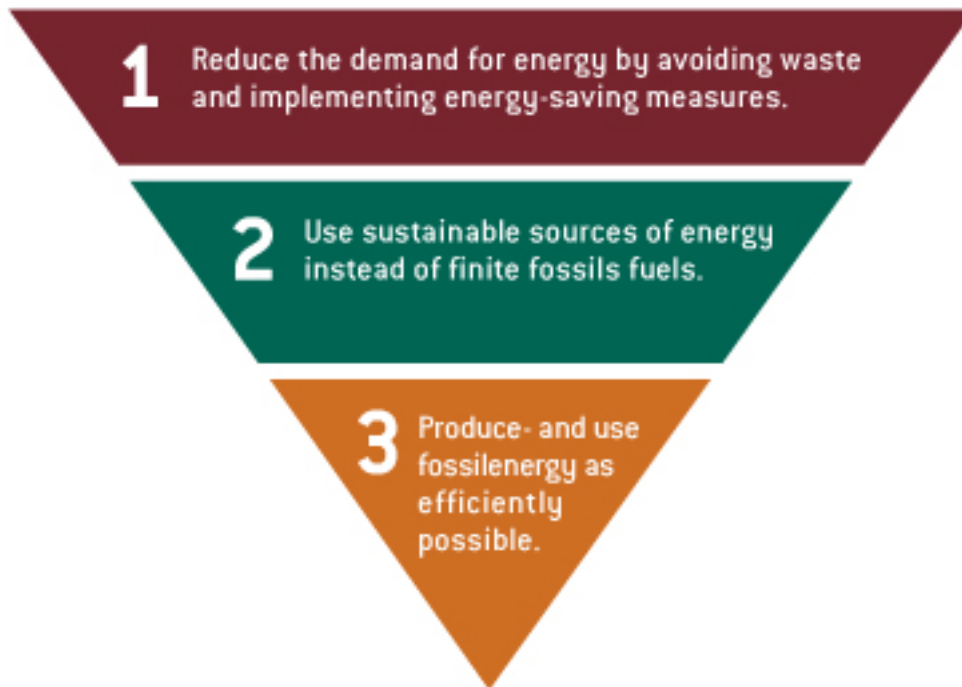 1 Reduce the demand for energy by avoiding waste
and implementing energy-saving measures.
2 Use sustainable sources of energy
instead of finite fossils fuels.
3 Produce- and use
fossilenergy as
efficiently
possible.